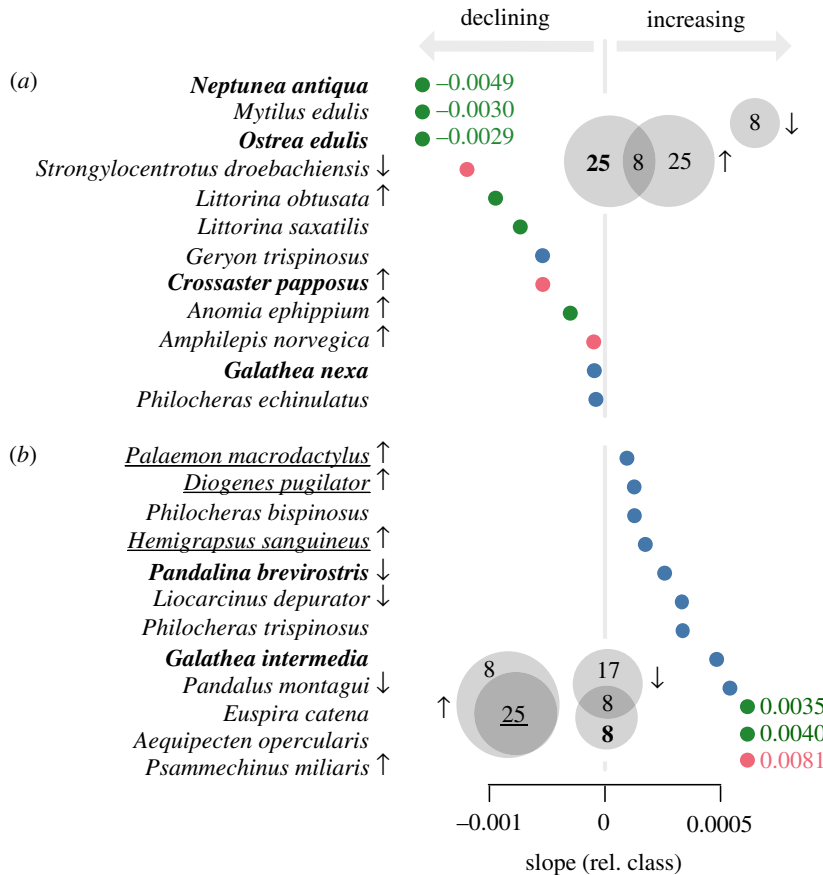 declining increasing
(a) Neptunea antiqua –0.0049
Mytilus edulis –0.0030 8 ↓
Ostrea edulis –0.0029
Strongylocentrotus droebachiensis ↓ 25 8 25 ↑
Littorina obtusata ↑
Littorina saxatilis
Geryon trispinosus
Crossaster papposus ↑
Anomia ephippium ↑
Amphilepis norvegica ↑
Galathea nexa
Philocheras echinulatus
(b) Palaemon macrodactylus ↑
Diogenes pugilator ↑
Philocheras bispinosus
Hemigrapsus sanguineus ↑
Pandalina brevirostris ↓
Liocarcinus depurator ↓
Philocheras trispinosus
Galathea intermedia 8 17
Pandalus montagui ↓ ↓
Euspira catena ↑ 25 8 0.0035
Aequipecten opercularis 8 0.0040
Psammechinus miliaris ↑ 0.0081
–0.001 0 0.0005
slope (rel. class)